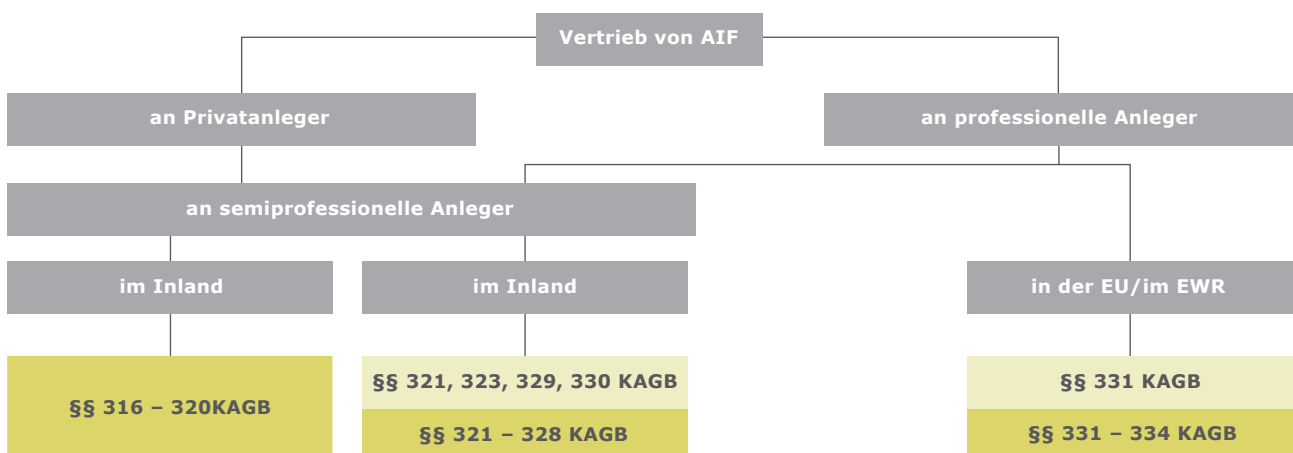 Vertrieb von AIF
an Privatanleger
an professionelle Anleger
an semiprofessionelle Anleger
im Inland
im Inland
in der EU/im EWR
§§ 316 – 320KAGB
§§ 321, 323, 329, 330 KAGB
§§ 321 – 328 KAGB
§§ 331 KAGB
§§ 331 – 334 KAGB